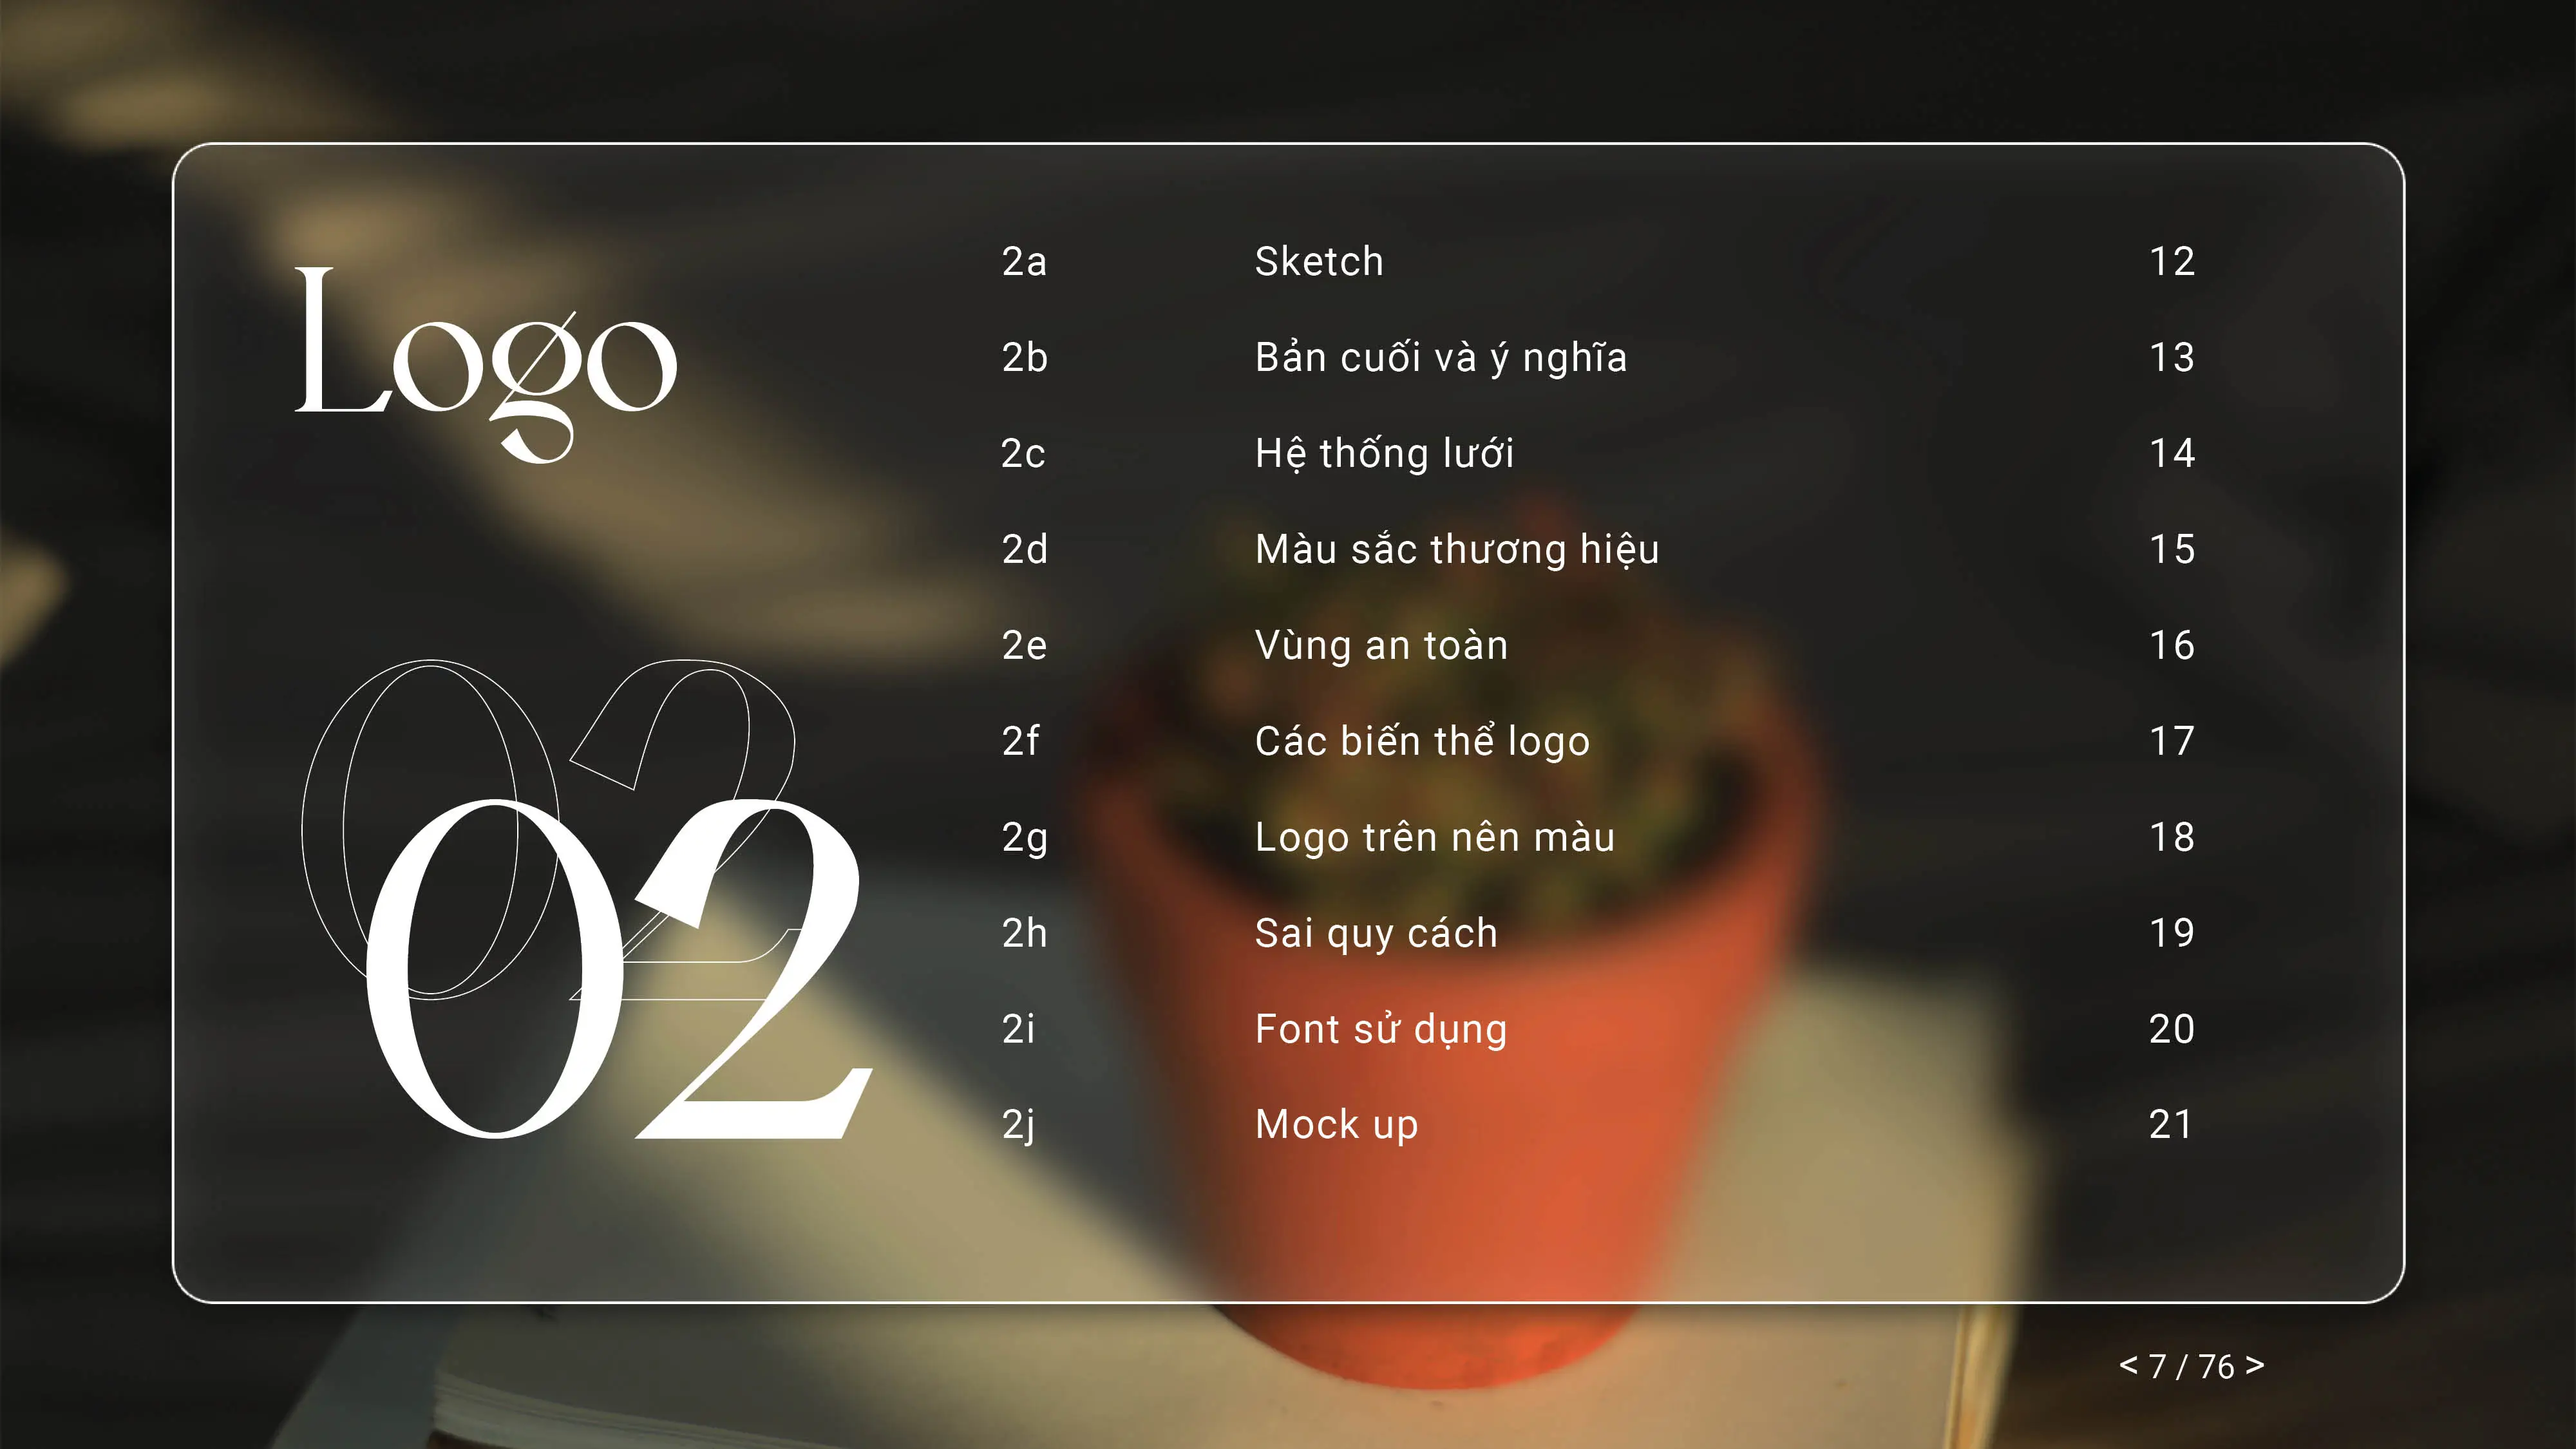 Logo
02
2a Sketch 12
2b Bản cuối và ý nghĩa 13
2c Hệ thống lưới 14
2d Màu sắc thương hiệu 15
2e Vùng an toàn 16
2f Các biến thể logo 17
2g Logo trên nên màu 18
2h Sai quy cách 19
2i Font sử dụng 20
2j Mock up 21
< 7 / 76 >